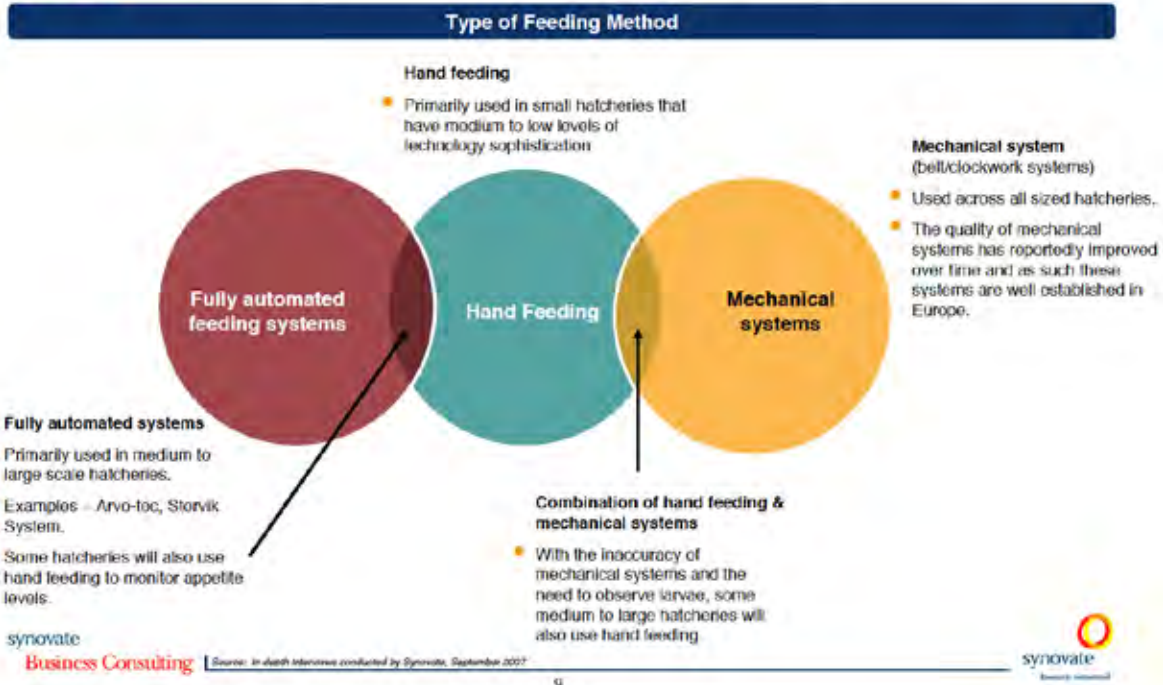 Type of Feeding Method
Hand feeding
Primarily used in small hatcheries that
have medium to low levels of
technology sophistication
Mechanical system
(belt/clockwork systems)
Used across all sized hatcheries.
The quality of mechanical
systems has reportedly improved
over time and as such these
systems are well established in
Europe.
Fully automated
feeding systems
Hand Feeding
Mechanical
systems
Fully automated systems
Primarily used in medium to
large scale hatcheries.
Examples – Arvo-tec, Storvik
System.
Some hatcheries will also use
hand feeding to monitor appetite
levels.
Combination of hand feeding &
mechanical systems
With the inaccuracy of
mechanical systems and the
need to observe larvae, some
medium to large hatcheries will
also use hand feeding
synovate
Business Consulting
Source: In depth interviews conducted by Synovate, September 2007
synovate